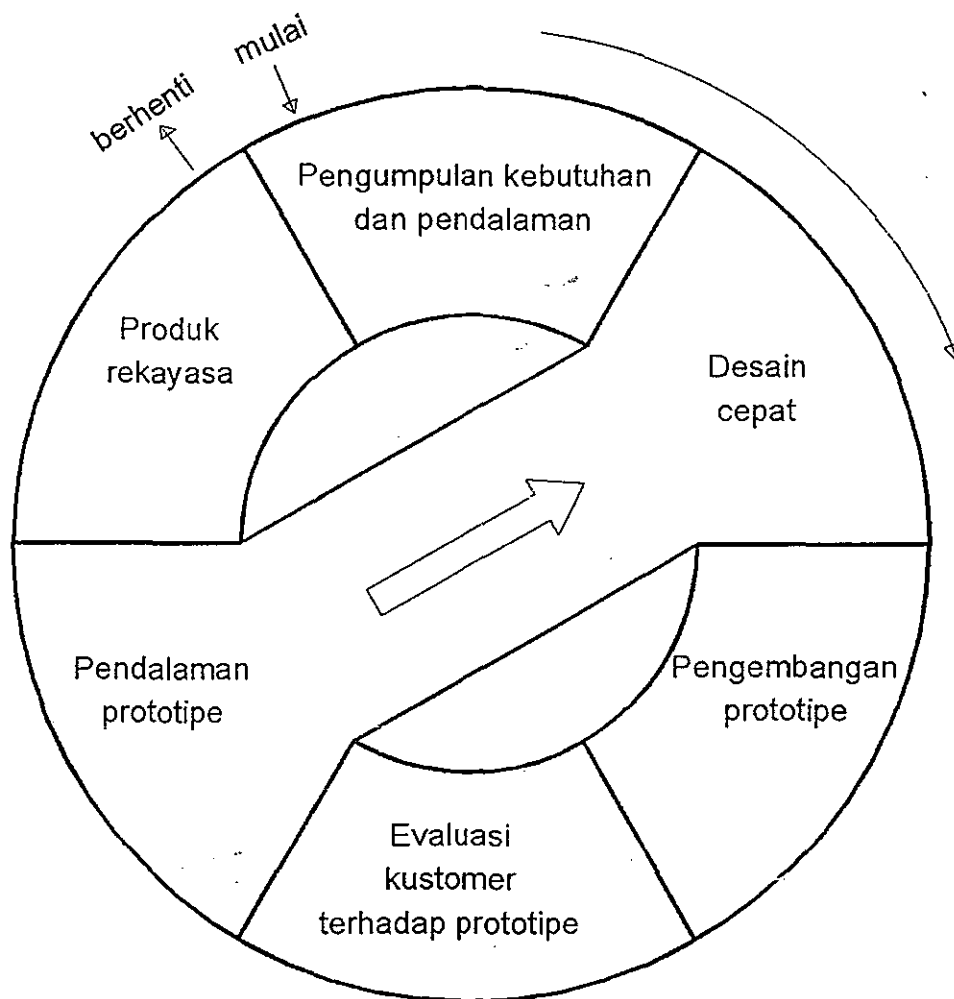 mulai
berhenti
Pengumpulan kebutuhan
dan pendalaman
Produk
rekayasa
Desain
cepat
Pendalaman
prototipe
Pengembangan
prototipe
Evaluasi
kustomer
terhadap prototipe